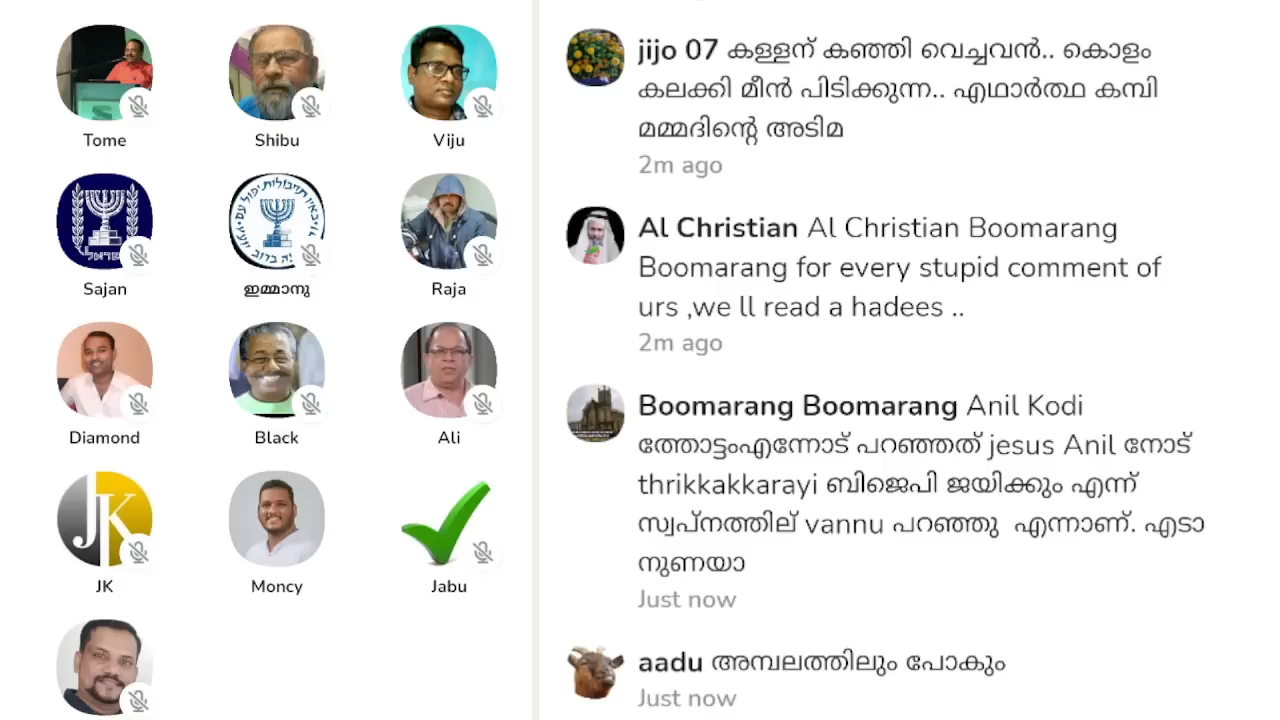 Tome
Shibu
Viju
Sajan
ഇമ്മാനു
Raja
Diamond
Black
Ali
JK
JK
Moncy
Jabu
jijo 07 കള്ളന് കഞ്ഞി വെച്ചവൻ.. കൊളം
കലക്കി മീൻ പിടിക്കുന്ന.. എഥാർത്ഥ കമ്പി
മമ്മദിന്റെ അടിമ
2m ago
Al Christian Al Christian Boomarang
Boomarang for every stupid comment of
urs ,we ll read a hadees ..
2m ago
Boomarang Boomarang Anil Kodi
ത്തോട്ടംഎന്നോട് പറഞ്ഞത് jesus Anil നോട്
thrikkakkarayi ബിജെപി ജയിക്കും എന്ന്
സ്വപ്നത്തില് vannu പറഞ്ഞു എന്നാണ്. എടാ
നുണയാ
Just now
aadu അമ്പലത്തിലും പോകും
Just now